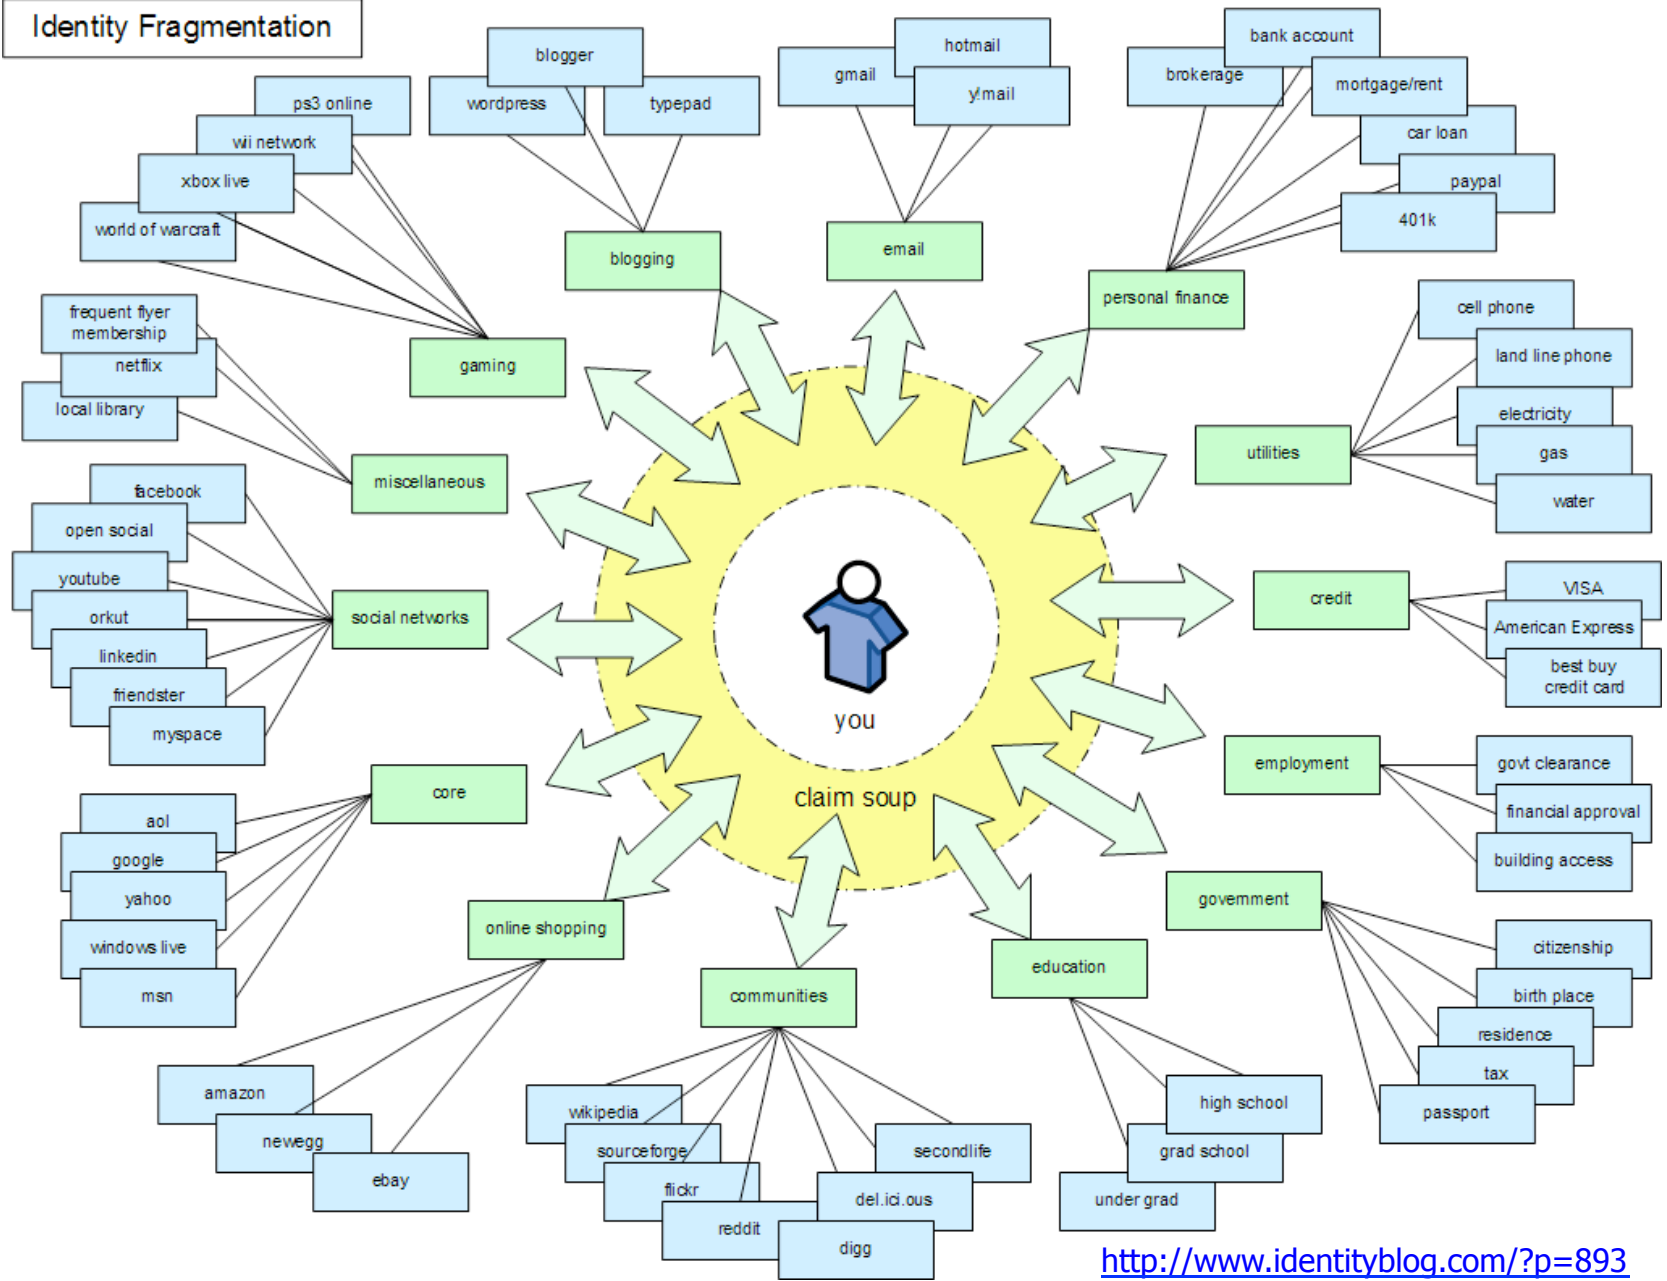 Identity Fragmentation
blogger
wordpress
typepad
blogging
hotmail
gmail
y!mail
email
bank account
brokerage
mortgage/rent
car loan
paypal
401k
personal finance
cell phone
land line phone
electricity
gas
water
utilities
VISA
American Express
best buy
credit card
credit
govt clearance
financial approval
building access
employment
citizenship
birth place
residence
tax
passport
government
high school
grad school
under grad
education
secondlife
del.ici.ous
digg
reddit
flickr
sourceforge
wikipedia
communities
amazon
newegg
ebay
online shopping
aol
google
yahoo
windows live
msn
core
facebook
open social
youtube
orkut
linkedin
friendster
myspace
social networks
frequent flyer
membership
netflix
local library
miscellaneous
ps3 online
wii network
xbox live
world of warcraft
gaming
you
claim soup
http://www.identityblog.com/?p=893